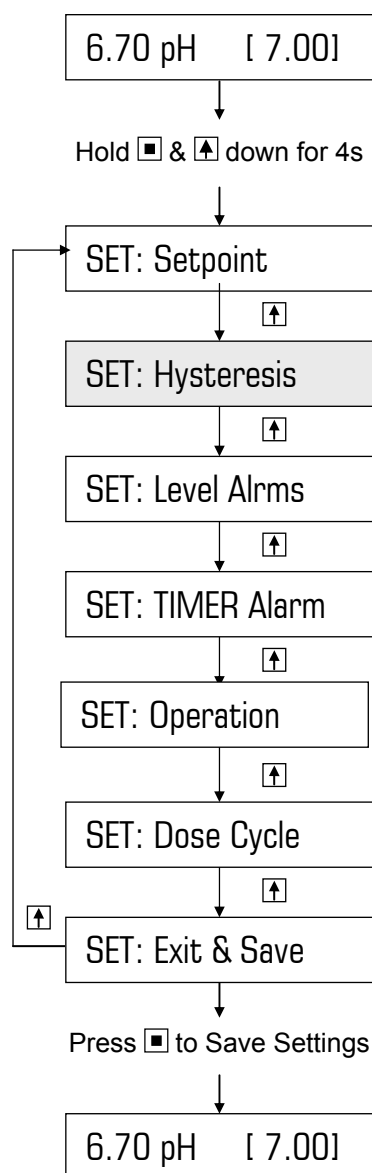 6.70 pH [ 7.00]
Hold ■ & ↑ down for 4s
SET: Setpoint
↑
SET: Hysteresis
↑
SET: Level Alrms
↑
SET: TIMER Alarm
↑
SET: Operation
↑
SET: Dose Cycle
↑
↑
SET: Exit & Save
Press ■ to Save Settings
6.70 pH [ 7.00]